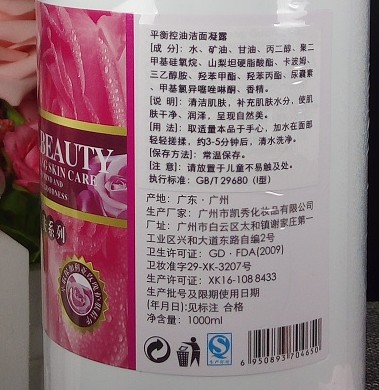 平衡控油洁面凝露
[成 分]: 水、矿油、甘油、丙二醇、聚二
甲基硅氧烷、山梨坦硬脂酸酯、卡波姆、
三乙醇胺、羟苯甲酯、羟苯丙酯、尿囊素
、甲基氯异噻唑啉酮、香精。
[说 明]: 清洁肌肤，补充肌肤水分，使肌
肤干净、润泽，呈现自然美。
[用 法]: 取适量本品于手心，加水在面部
轻轻搓揉，约3-5分钟后，清水洗净。
[保存方法]: 常温保存。
[注 意]: 请放置于儿童不易触及处。
执行标准: GB/T 29680 (I型)
产地: 广东·广州
生产厂家: 广州市凯秀化妆品有限公司
地址: 广州市白云区太和镇谢家庄第一
工业区兴和大道东路自编2号
卫生许可证: GD·FDA(2009)
卫妆准字29-XK-3207号
生产许可证: XK16-108 8433
生产批号及限期使用日期
(年月日):见标注 合格
净含量: 1000ml
BEAUTY
SKIN CARE
系列
质量安全
生产许可
6950893704650